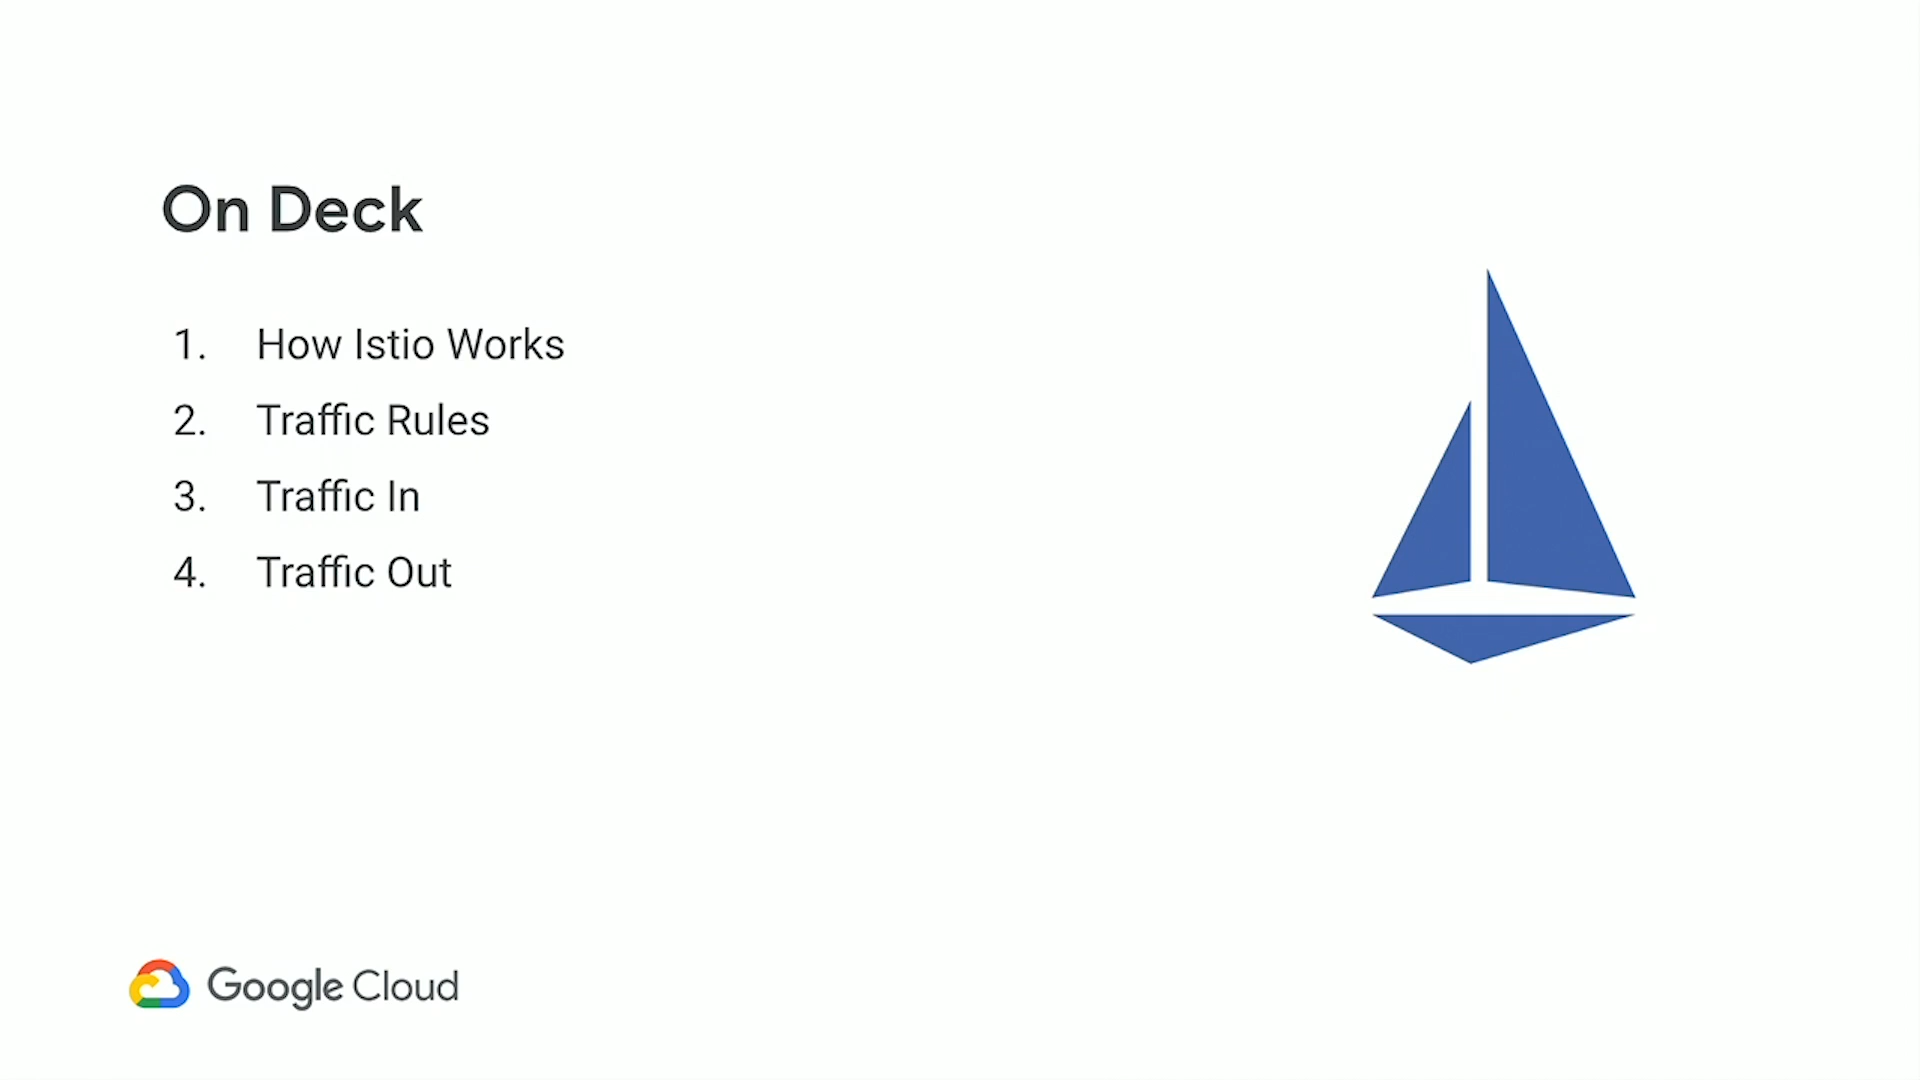 On Deck
1. How Istio Works
2. Traffic Rules
3. Traffic In
4. Traffic Out
Google Cloud